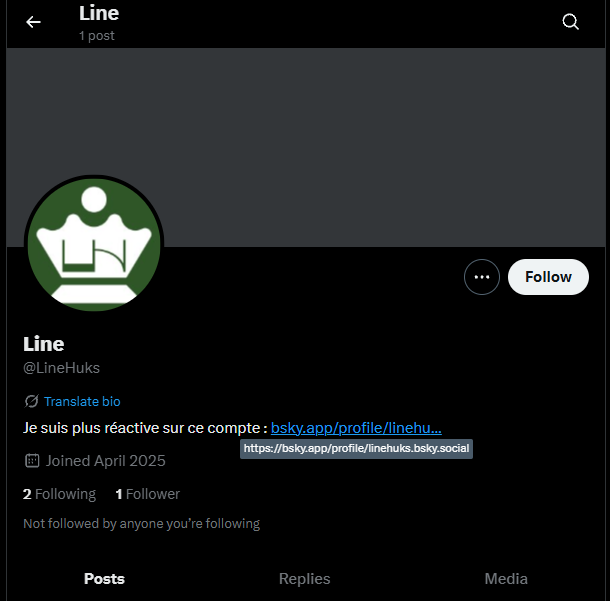 Line
1 post
LN
Follow
Line
@LineHuks
Translate bio
Je suis plus réactive sur ce compte : bsky.app/profile/linehu...
https://bsky.app/profile/linehuks.bsky.social
Joined April 2025
2 Following 1 Follower
Not followed by anyone you're following
Posts Replies Media